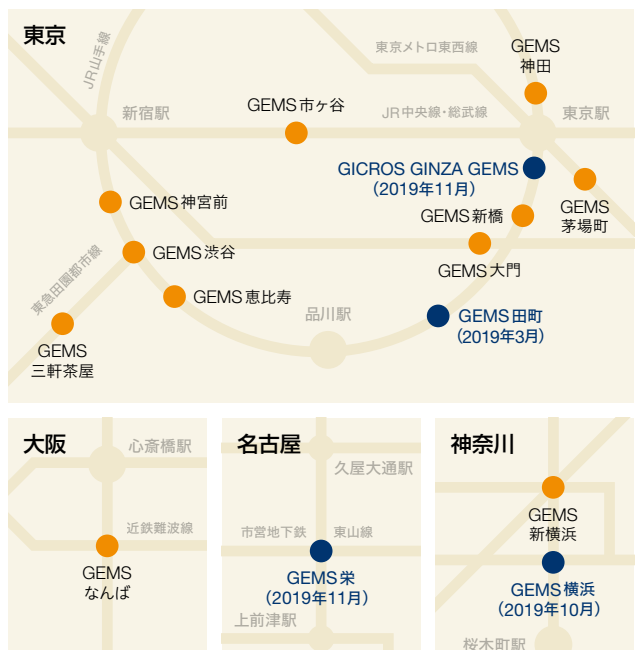 東京
JR山手線
東京メトロ東西線
GEMS
神田
新宿駅
GEMS市ヶ谷
JR中央線・総武線
東京駅
GICROS GINZA GEMS
(2019年11月)
GEMS神宮前
GEMS新橋
GEMS
茅場町
GEMS渋谷
GEMS大門
東急田園都市線
GEMS恵比寿
品川駅
GEMS田町
(2019年3月)
GEMS
三軒茶屋
大阪
心斎橋駅
近鉄難波線
GEMS
なんば
名古屋
久屋大通駅
市営地下鉄
東山線
GEMS栄
(2019年11月)
上前津駅
神奈川
GEMS
新横浜
GEMS横浜
(2019年10月)
桜木町駅